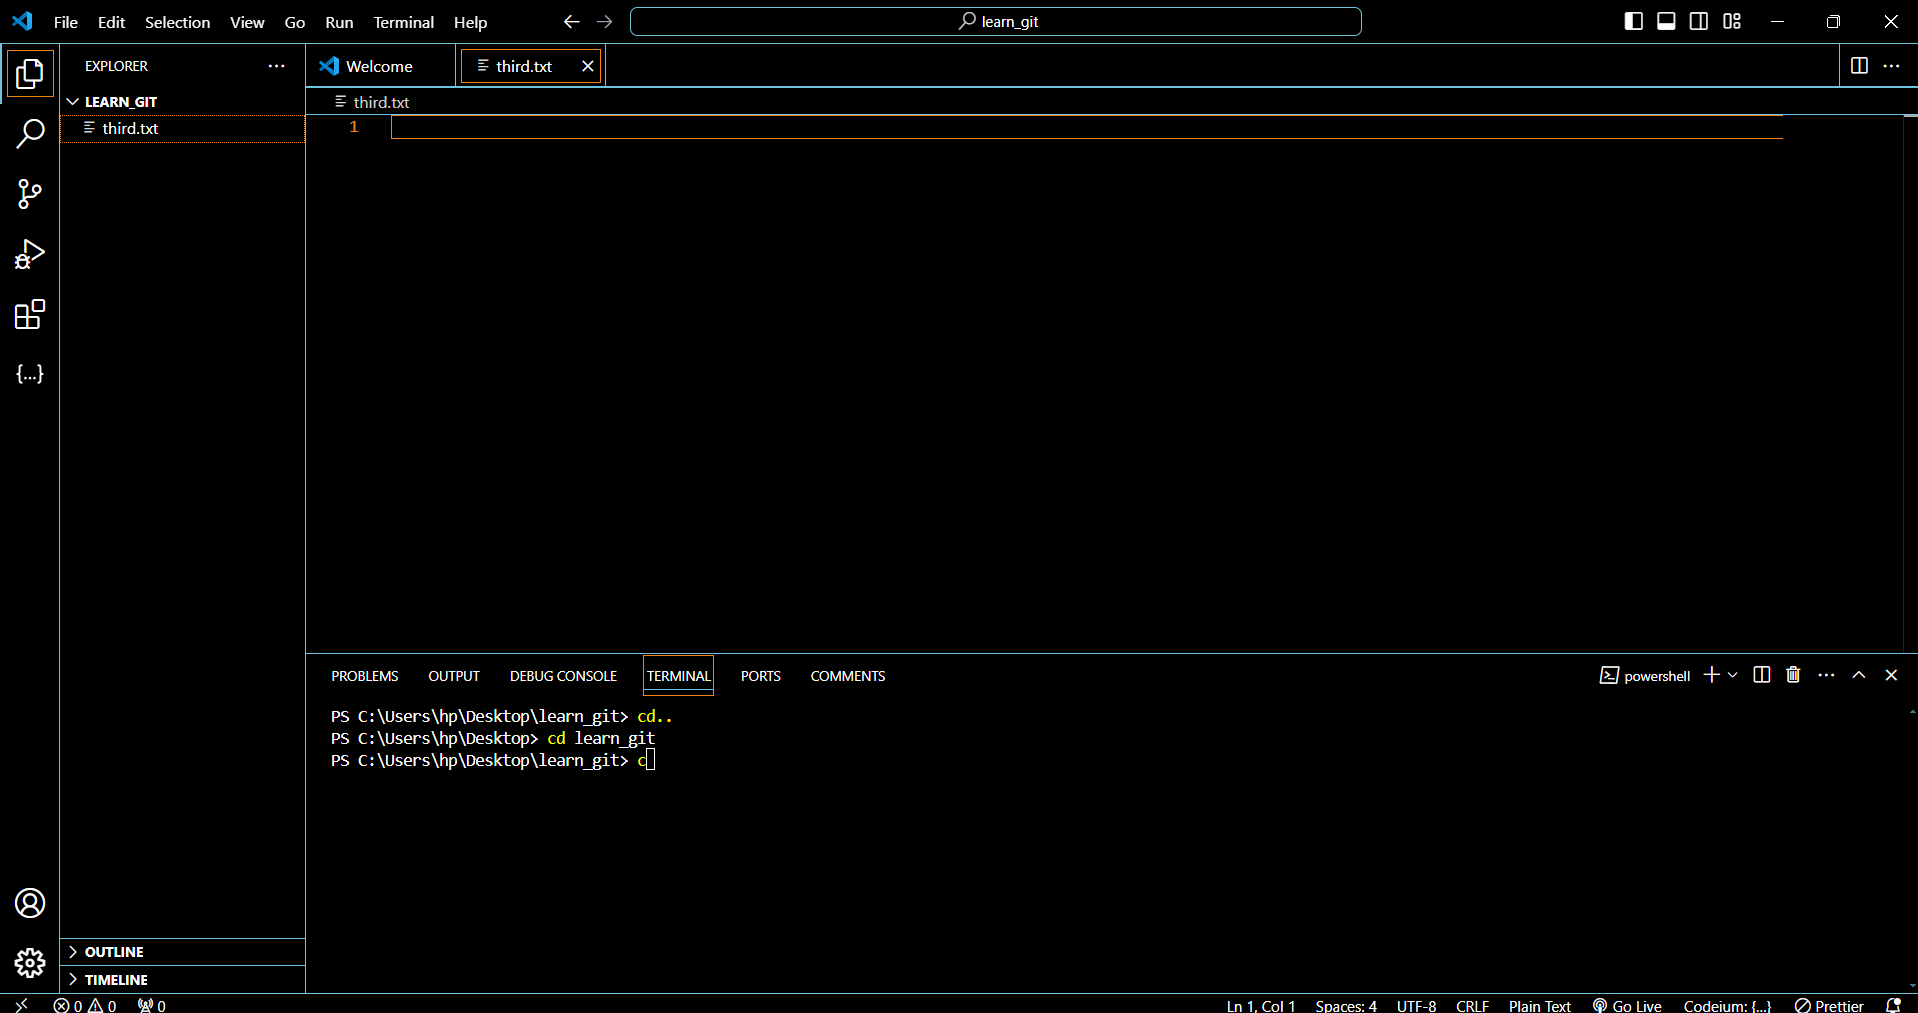 File Edit Selection View Go Run Terminal Help learn_git
EXPLORER
LEARN_GIT
third.txt
Welcome third.txt
third.txt
1
PROBLEMS OUTPUT DEBUG CONSOLE TERMINAL PORTS COMMENTS powershell
PS C:\Users\hp\Desktop\learn_git> cd..
PS C:\Users\hp\Desktop> cd learn_git
PS C:\Users\hp\Desktop\learn_git> c
OUTLINE
TIMELINE
0 0 0 Ln 1, Col 1 Spaces: 4 UTF-8 CRLF Plain Text Go Live Codeium: {...} Prettier